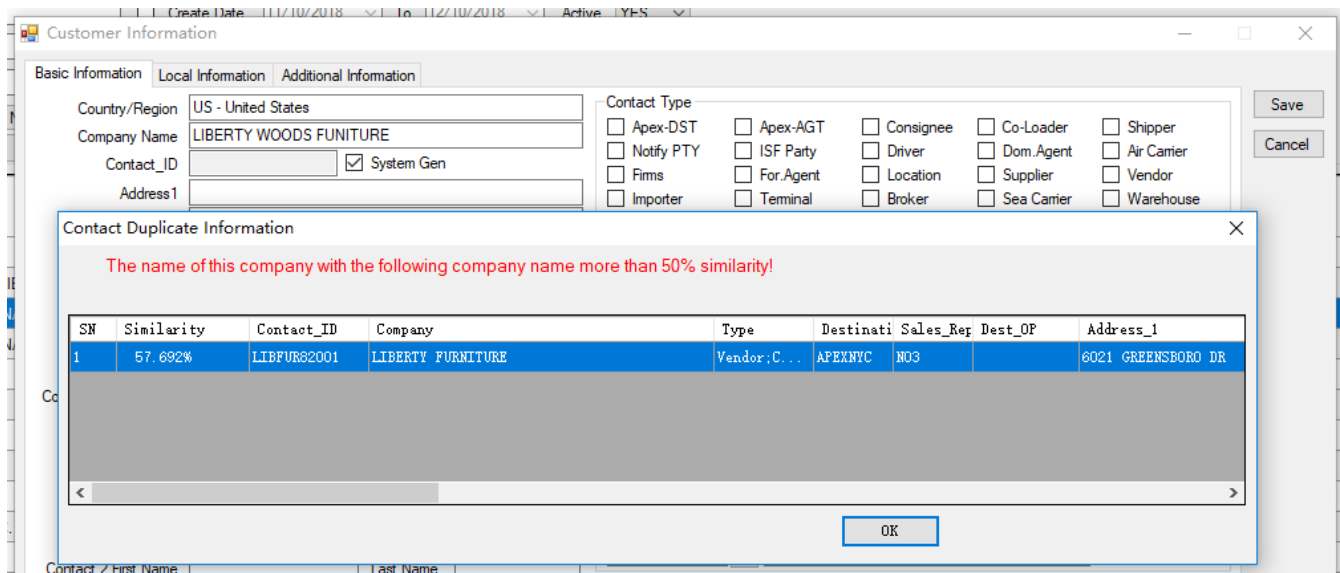 Create Date 11/10/2018 To 12/10/2018 Active YES
Customer Information
Basic Information Local Information Additional Information
Country/Region US - United States
Company Name LIBERTY WOODS FUNITURE
Contact_ID System Gen
Address1
Contact Type
Apex-DST Apex-AGT Consignee Co-Loader Shipper
Notify PTY ISF Party Driver Dom.Agent Air Carrier
Firms For.Agent Location Supplier Vendor
Importer Terminal Broker Sea Carrier Warehouse
Save
Cancel
Contact Duplicate Information
The name of this company with the following company name more than 50% similarity!
SN Similarity Contact_ID Company Type Destinati Sales_Rep Dest_OP Address_1
1 57.692% LIBFUR82001 LIBERTY FURNITURE Vendor;C... APEXNYC NO3 6021 GREENSBORO DR
OK
Contact 2 First Name Last Name